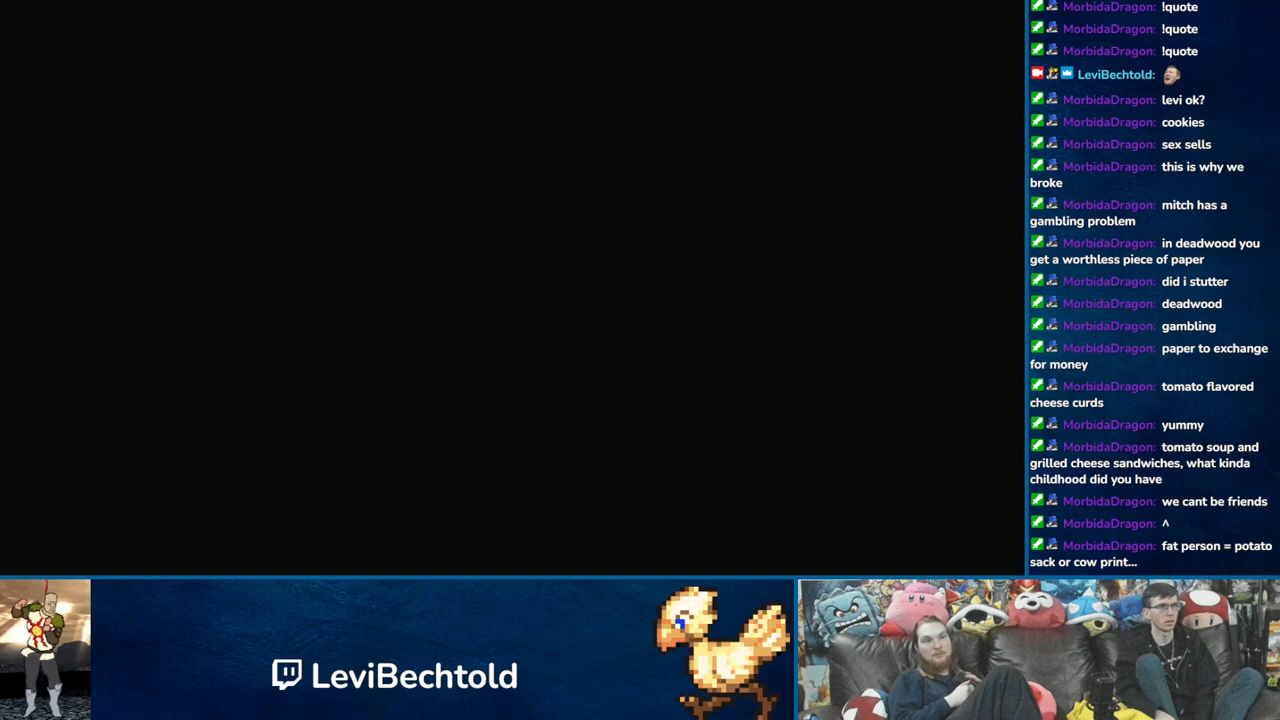 MorbidaDragon: !quote
MorbidaDragon: !quote
MorbidaDragon: !quote
LeviBechtold:
MorbidaDragon: levi ok?
MorbidaDragon: cookies
MorbidaDragon: sex sells
MorbidaDragon: this is why we
broke
MorbidaDragon: mitch has a
gambling problem
MorbidaDragon: in deadwood you
get a worthless piece of paper
MorbidaDragon: did i stutter
MorbidaDragon: deadwood
MorbidaDragon: gambling
MorbidaDragon: paper to exchange
for money
MorbidaDragon: tomato flavored
cheese curds
MorbidaDragon: yummy
MorbidaDragon: tomato soup and
grilled cheese sandwiches, what kinda
childhood did you have
MorbidaDragon: we cant be friends
MorbidaDragon: ^
MorbidaDragon: fat person = potato
sack or cow print...
LeviBechtold